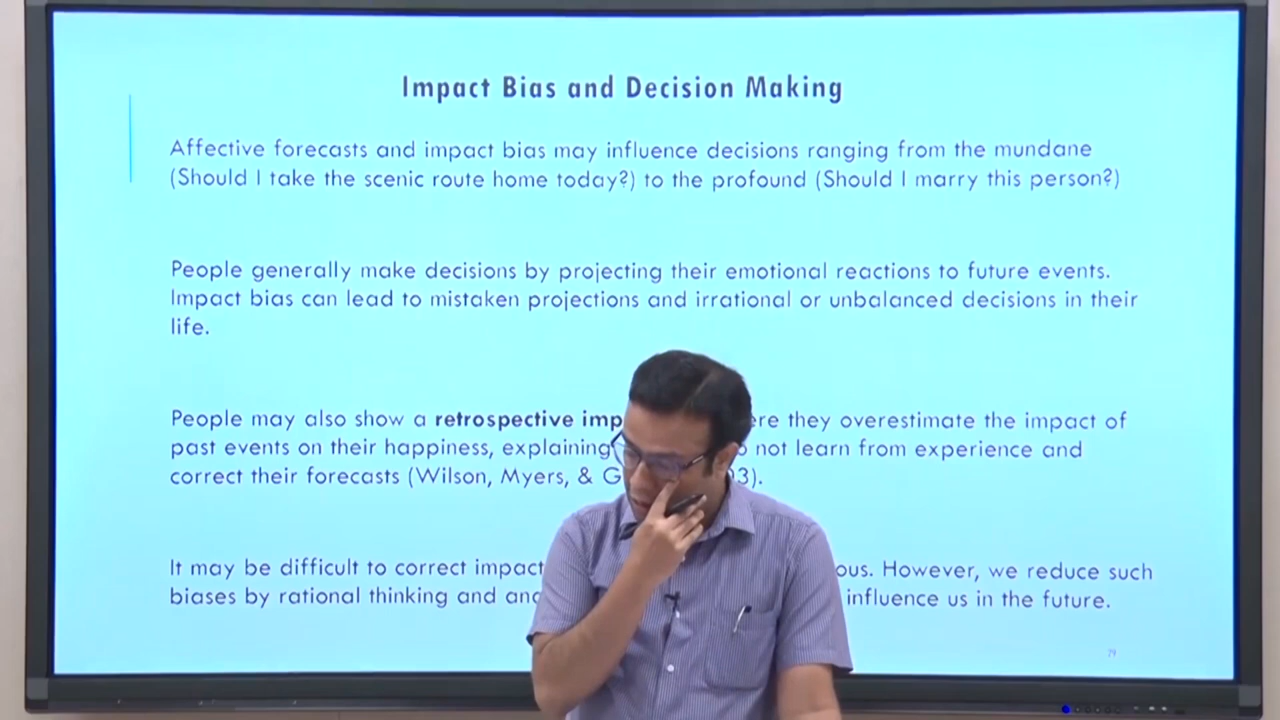 Impact Bias and Decision Making
Affective forecasts and impact bias may influence decisions ranging from the mundane
(Should I take the scenic route home today?) to the profound (Should I marry this person?)
People generally make decisions by projecting their emotional reactions to future events.
Impact bias can lead to mistaken projections and irrational or unbalanced decisions in their
life.
People may also show a retrospective they overestimate the impact of
past events on their happiness, explaining not learn from experience and
correct their forecasts (Wilson, Myers, & 3).
It may be difficult to correct impact However, we reduce such
biases by rational thinking and influence us in the future.